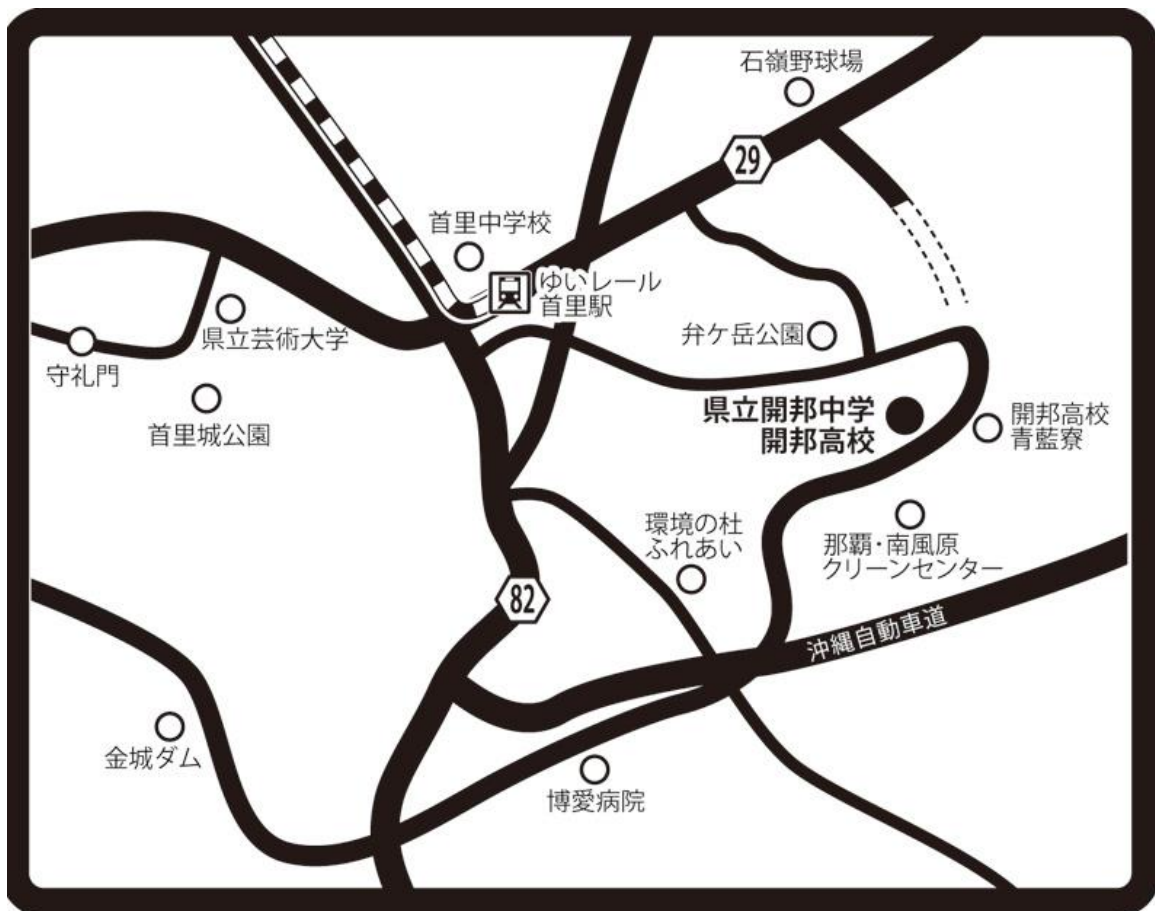 石嶺野球場
29
首里中学校
ゆいレール
首里駅
県立芸術大学
守礼門
首里城公園
弁ケ岳公園
県立開邦中学
開邦高校
開邦高校
青藍寮
環境の杜
ふれあい
那覇・南風原
クリーンセンター
82
沖縄自動車道
金城ダム
博愛病院